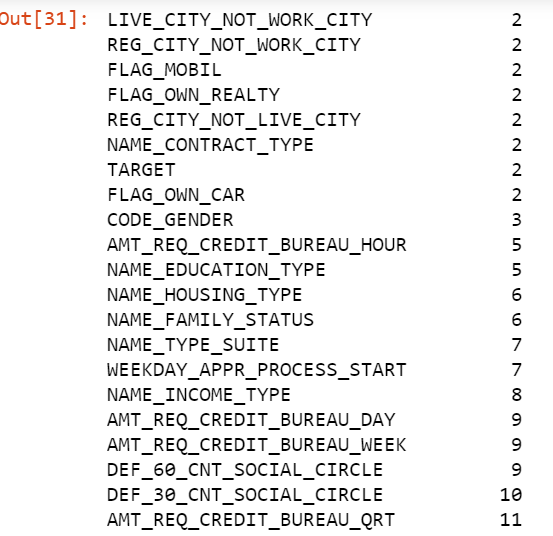 Out[31]: LIVE_CITY_NOT_WORK_CITY 2
REG_CITY_NOT_WORK_CITY 2
FLAG_MOBIL 2
FLAG_OWN_REALTY 2
REG_CITY_NOT_LIVE_CITY 2
NAME_CONTRACT_TYPE 2
TARGET 2
FLAG_OWN_CAR 2
CODE_GENDER 3
AMT_REQ_CREDIT_BUREAU_HOUR 5
NAME_EDUCATION_TYPE 5
NAME_HOUSING_TYPE 6
NAME_FAMILY_STATUS 6
NAME_TYPE_SUITE 7
WEEKDAY_APPR_PROCESS_START 7
NAME_INCOME_TYPE 8
AMT_REQ_CREDIT_BUREAU_DAY 9
AMT_REQ_CREDIT_BUREAU_WEEK 9
DEF_60_CNT_SOCIAL_CIRCLE 9
DEF_30_CNT_SOCIAL_CIRCLE 10
AMT_REQ_CREDIT_BUREAU_QRT 11